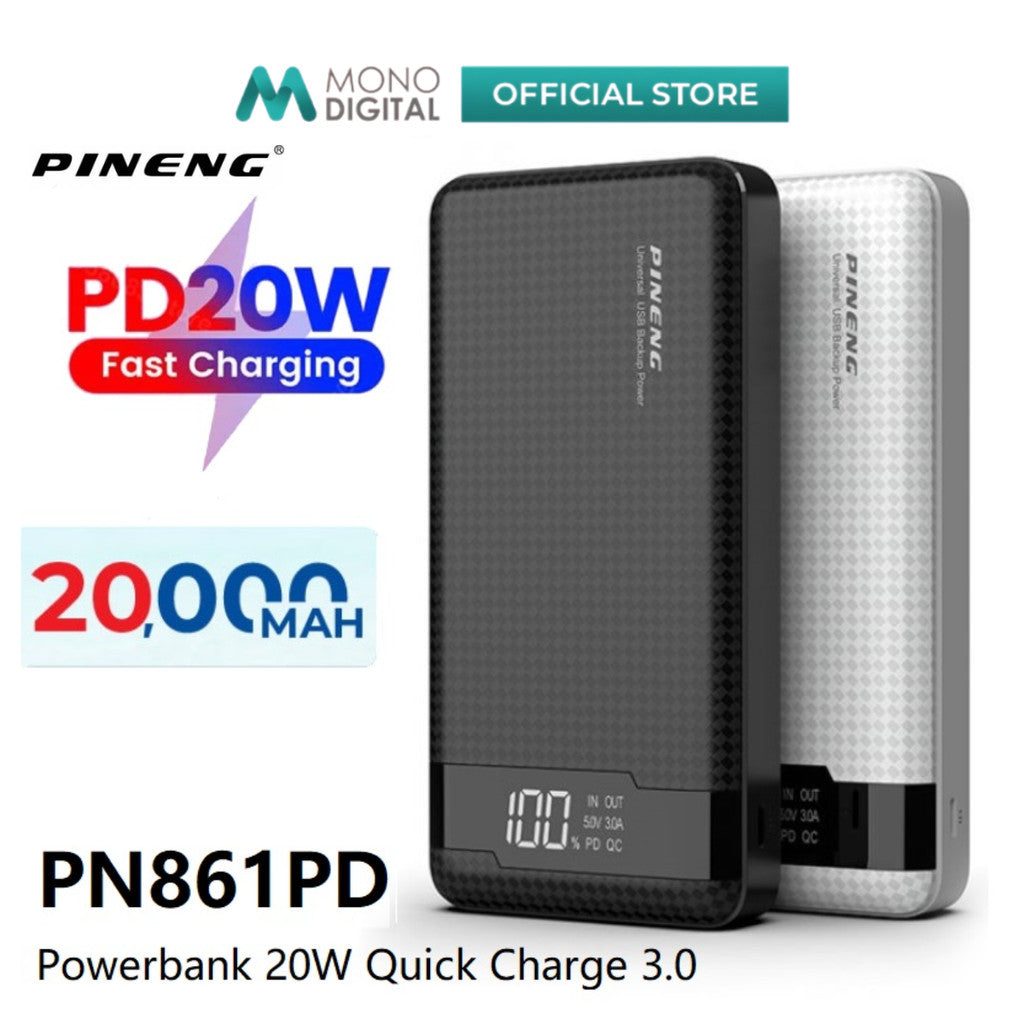 MONO
DIGITAL
OFFICIAL STORE
PINENG®
PD20W
Fast Charging
20,000
MAH
PINENG
Universal USB Backup Power
PINENG
Universal USB Backup Power
100% IN OUT
5.0V 3.0A
PD QC
IN OUT
5.0V 3.0A
PD QC
PN861PD
Powerbank 20W Quick Charge 3.0